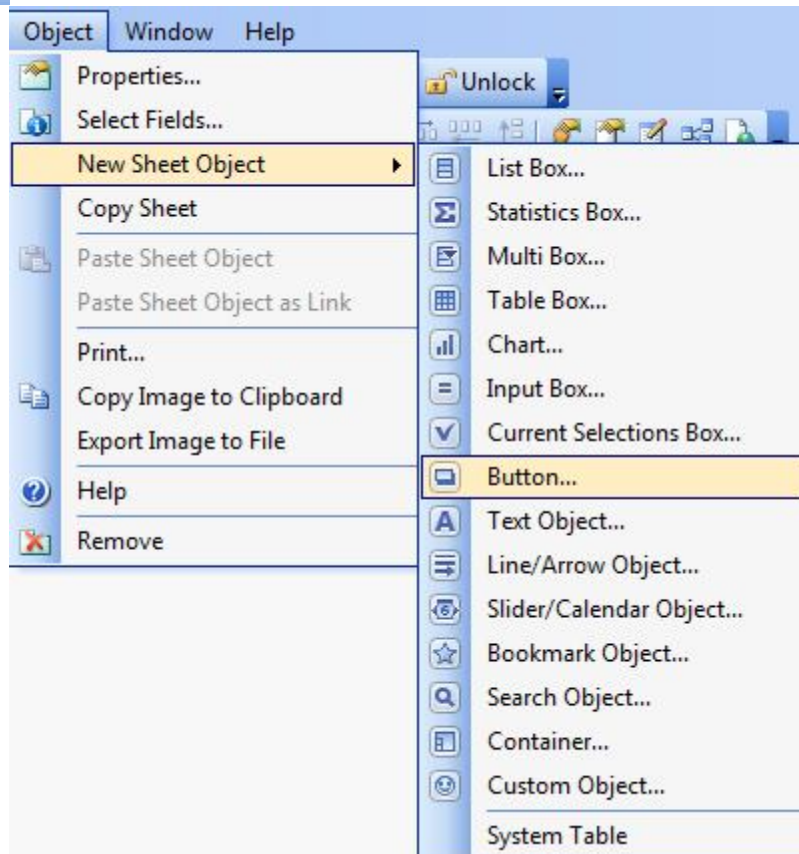 Object Window Help
Properties...
Unlock
Select Fields...
New Sheet Object
List Box...
Copy Sheet
Statistics Box...
Paste Sheet Object
Multi Box...
Paste Sheet Object as Link
Table Box...
Print...
Chart...
Copy Image to Clipboard
Input Box...
Export Image to File
Current Selections Box...
Help
Button...
Remove
Text Object...
Line/Arrow Object...
Slider/Calendar Object...
Bookmark Object...
Search Object...
Container...
Custom Object...
System Table